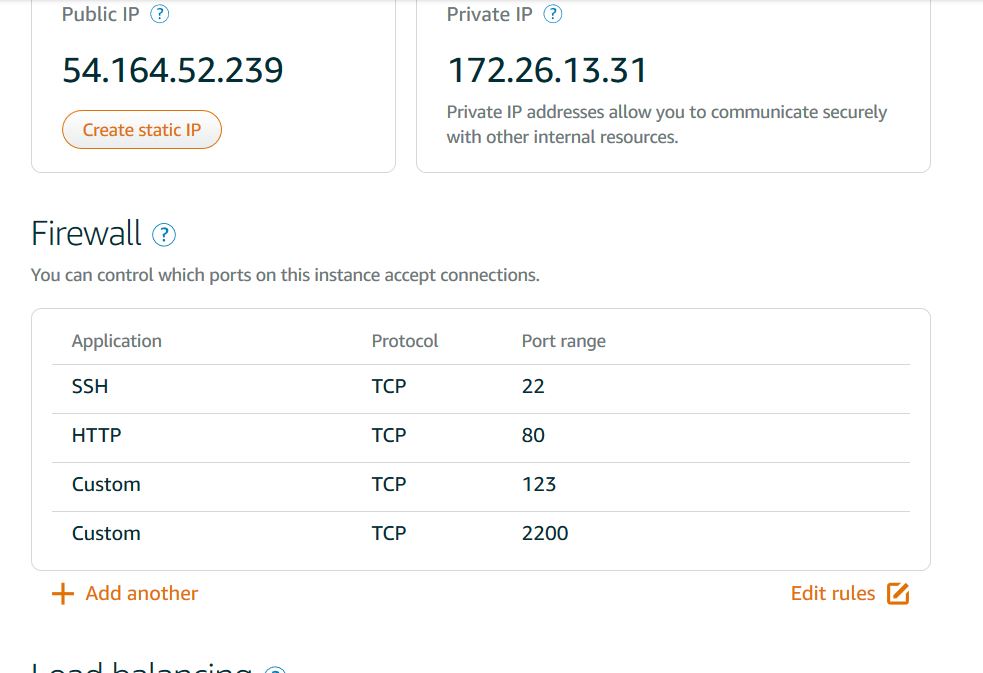 Public IP ?
54.164.52.239
Create static IP
Private IP ?
172.26.13.31
Private IP addresses allow you to communicate securely
with other internal resources.
Firewall ?
You can control which ports on this instance accept connections.
Application Protocol Port range
SSH TCP 22
HTTP TCP 80
Custom TCP 123
Custom TCP 2200
+ Add another Edit rules
Load balancing ?